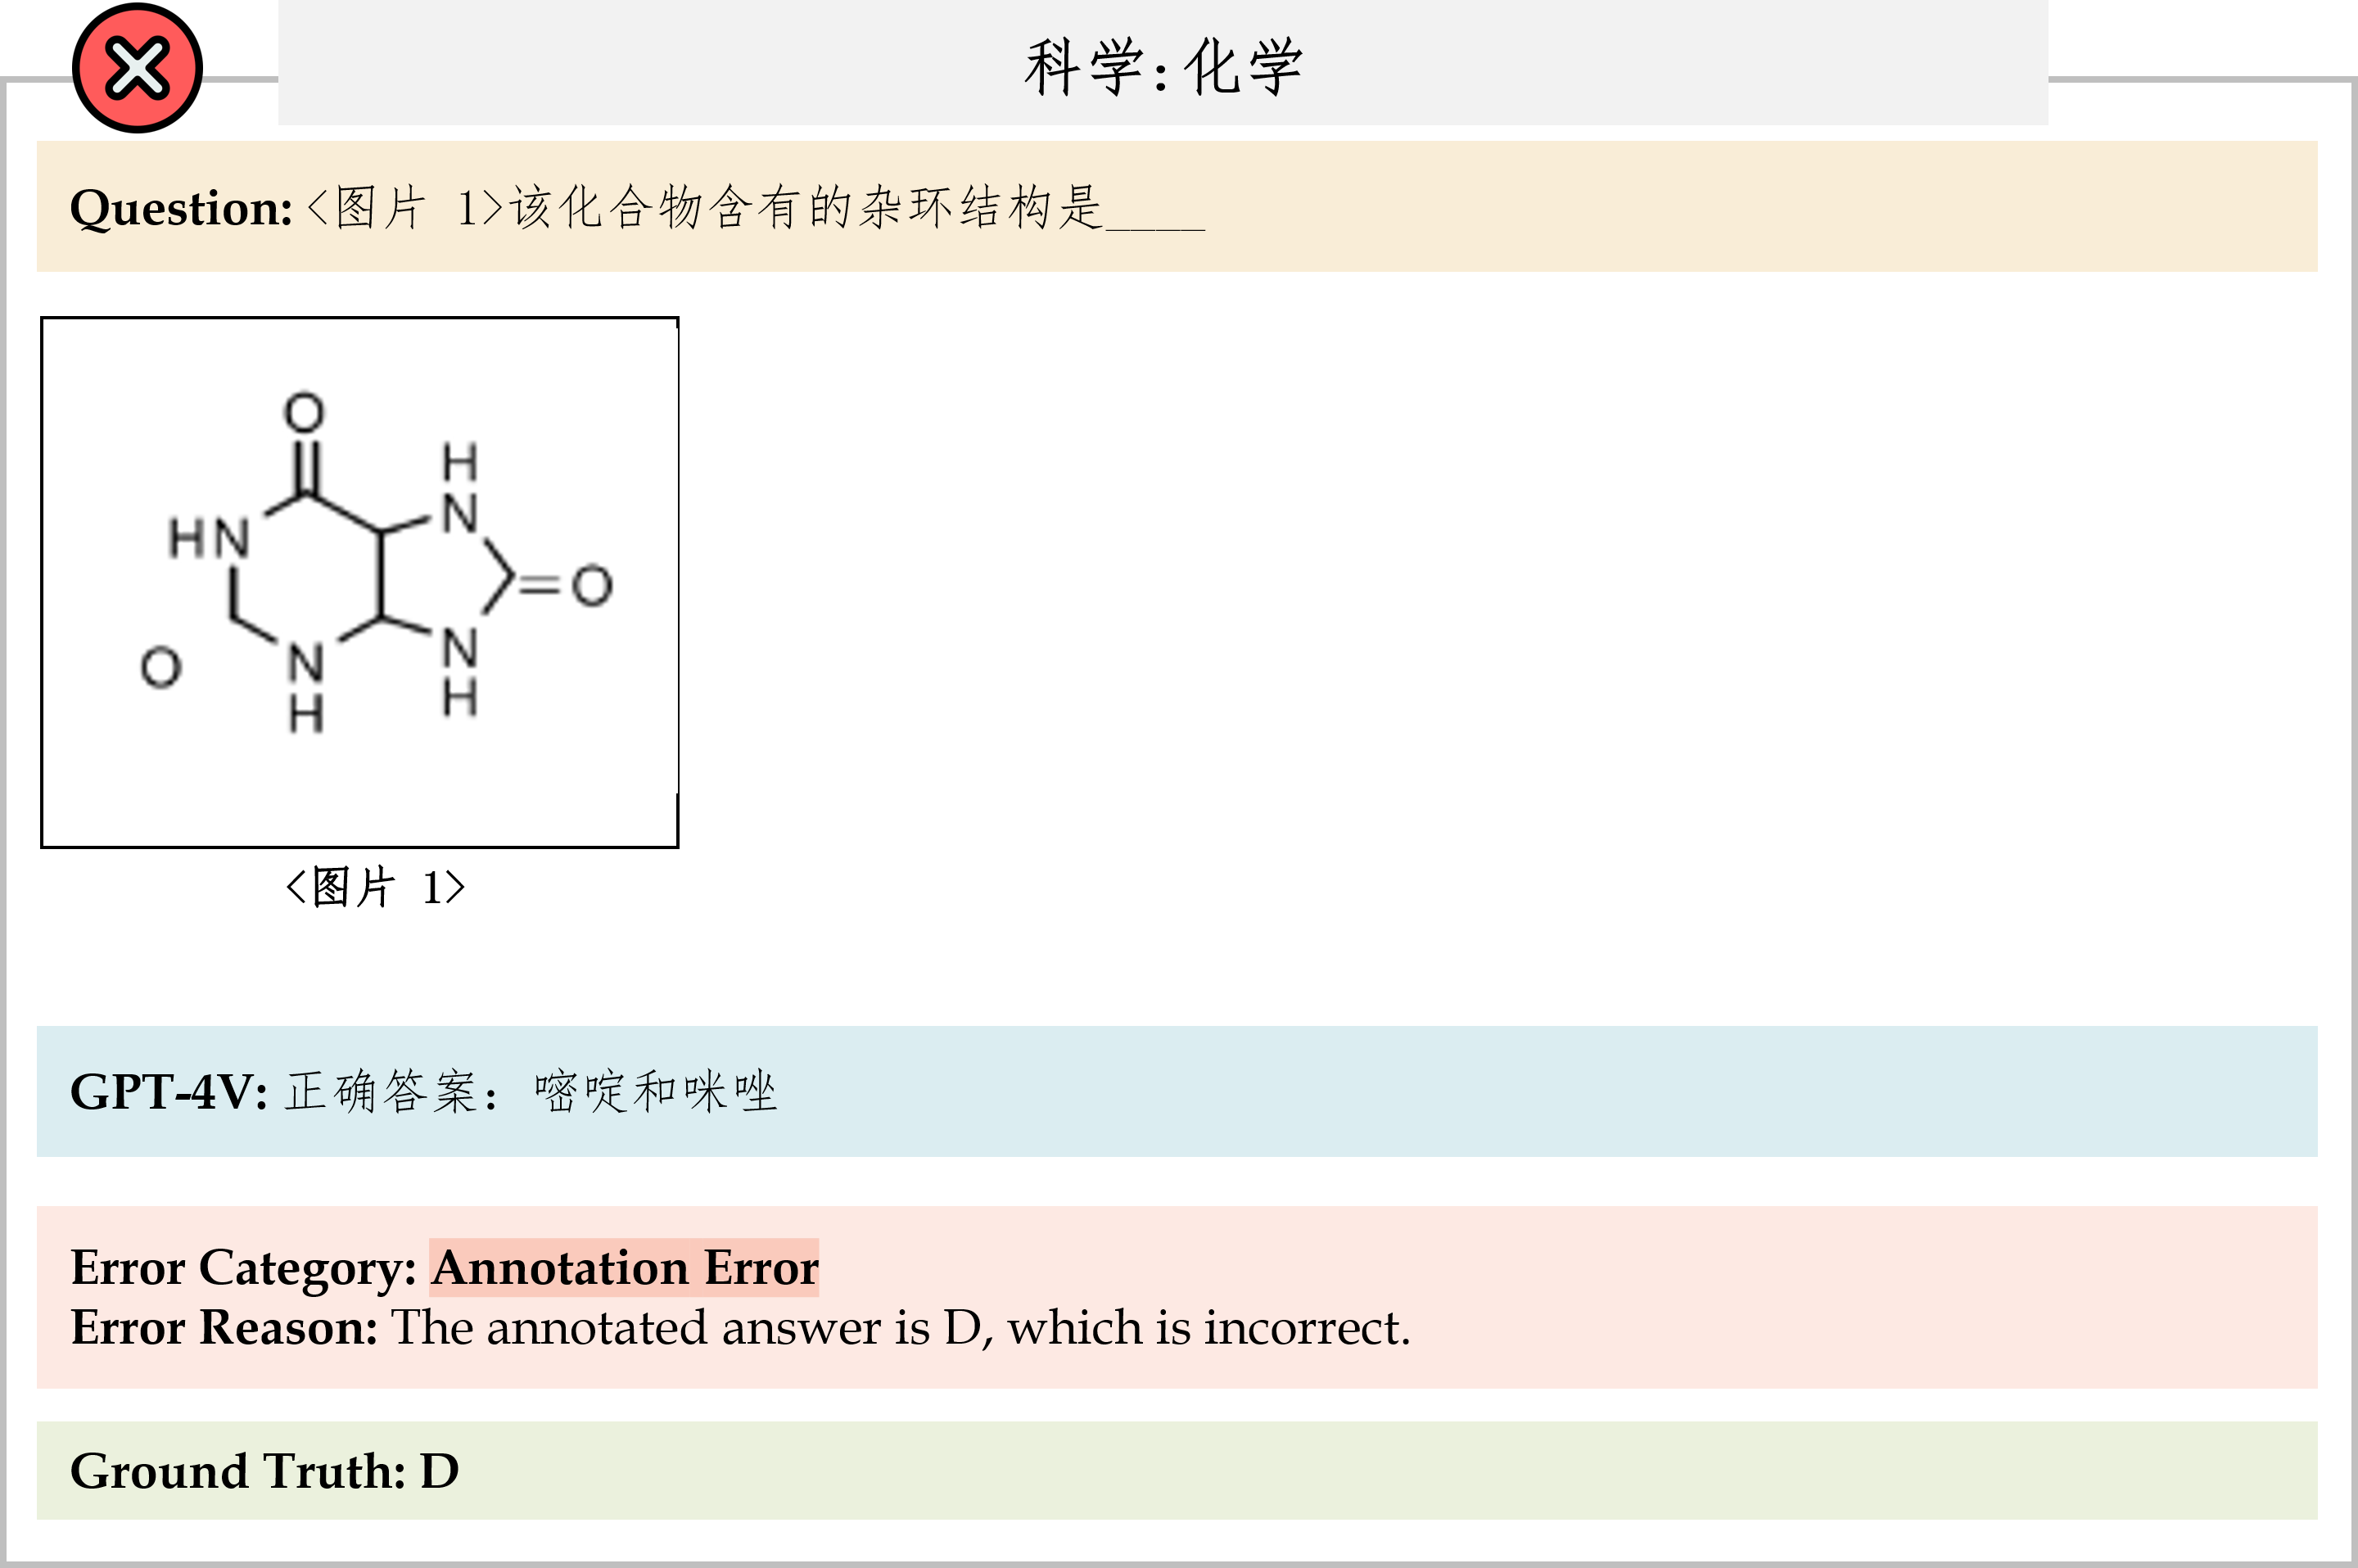 科学:化学
Question: <图片 1>该化合物含有的杂环结构是____
O
H
N
HN
O
N
H
N
H
O
<图片 1>
GPT-4V: 正确答案： 嘧啶和咪唑
Error Category: Annotation Error
Error Reason: The annotated answer is D, which is incorrect.
Ground Truth: D